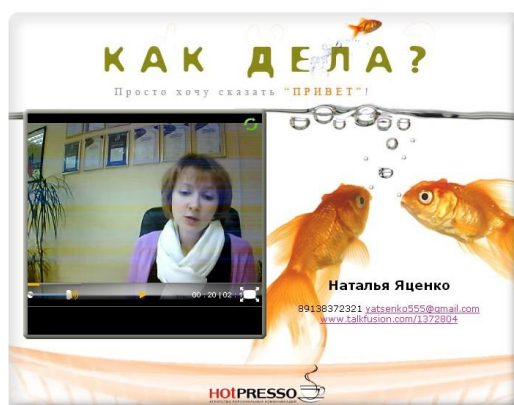 КАК ДЕЛА?
Просто хочу сказать "ПРИВЕТ"!
00:20|02:
Наталья Яценко
89138372321 yatsenko555@gmail.com
www.talkfusion.com/1372804
HOTPRESSO